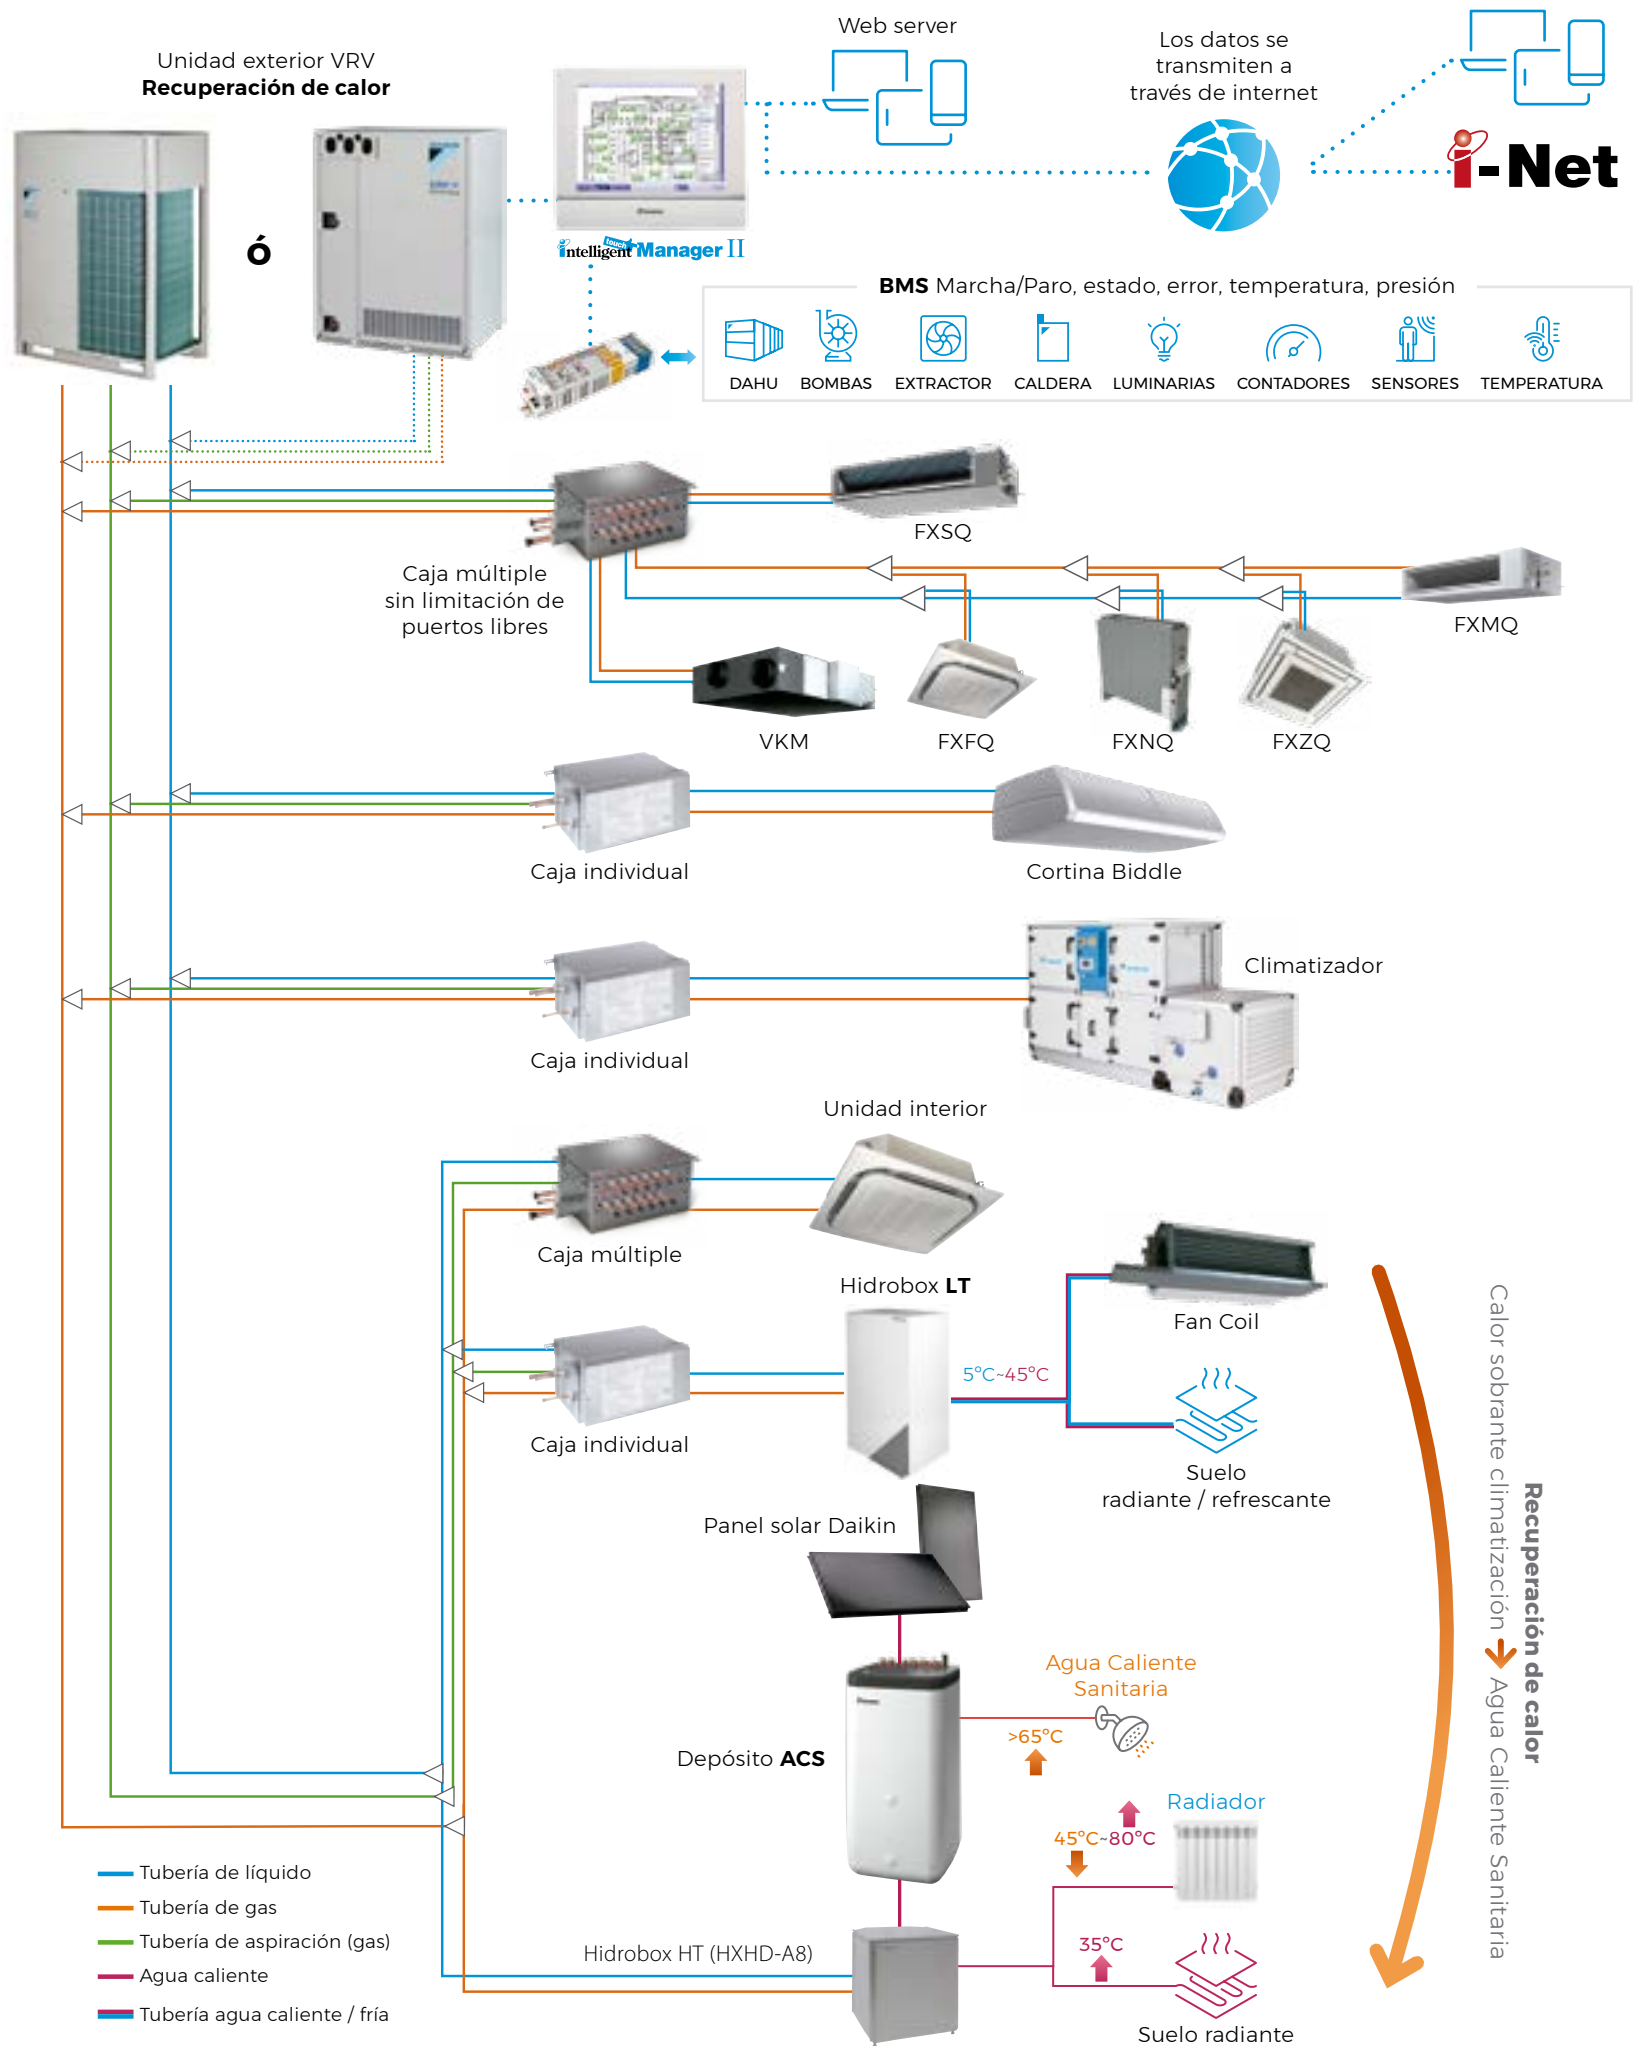 Unidad exterior VRV
Recuperación de calor
Web server
Los datos se
transmiten a
través de internet
i-Net
ó
intelligent touch Manager II
BMS Marcha/Paro, estado, error, temperatura, presión
DAHU
BOMBAS
EXTRACTOR
CALDERA
LUMINARIAS
CONTADORES
SENSORES
TEMPERATURA
FXSQ
Caja múltiple
sin limitación de
puertos libres
FXMQ
VKM
FXFQ
FXNQ
FXZQ
Caja individual
Cortina Biddle
Climatizador
Caja individual
Unidad interior
Caja múltiple
Hidrobox LT
Fan Coil
5°C~45°C
Caja individual
Suelo
radiante / refrescante
Panel solar Daikin
Agua Caliente
Sanitaria
>65°C
Depósito ACS
Radiador
45°C~80°C
Recuperación de calor
Calor sobrante climatización
Agua Caliente Sanitaria
Tubería de líquido
Tubería de gas
Tubería de aspiración (gas)
Agua caliente
Tubería agua caliente / fría
Hidrobox HT (HXHD-A8)
35°C
Suelo radiante